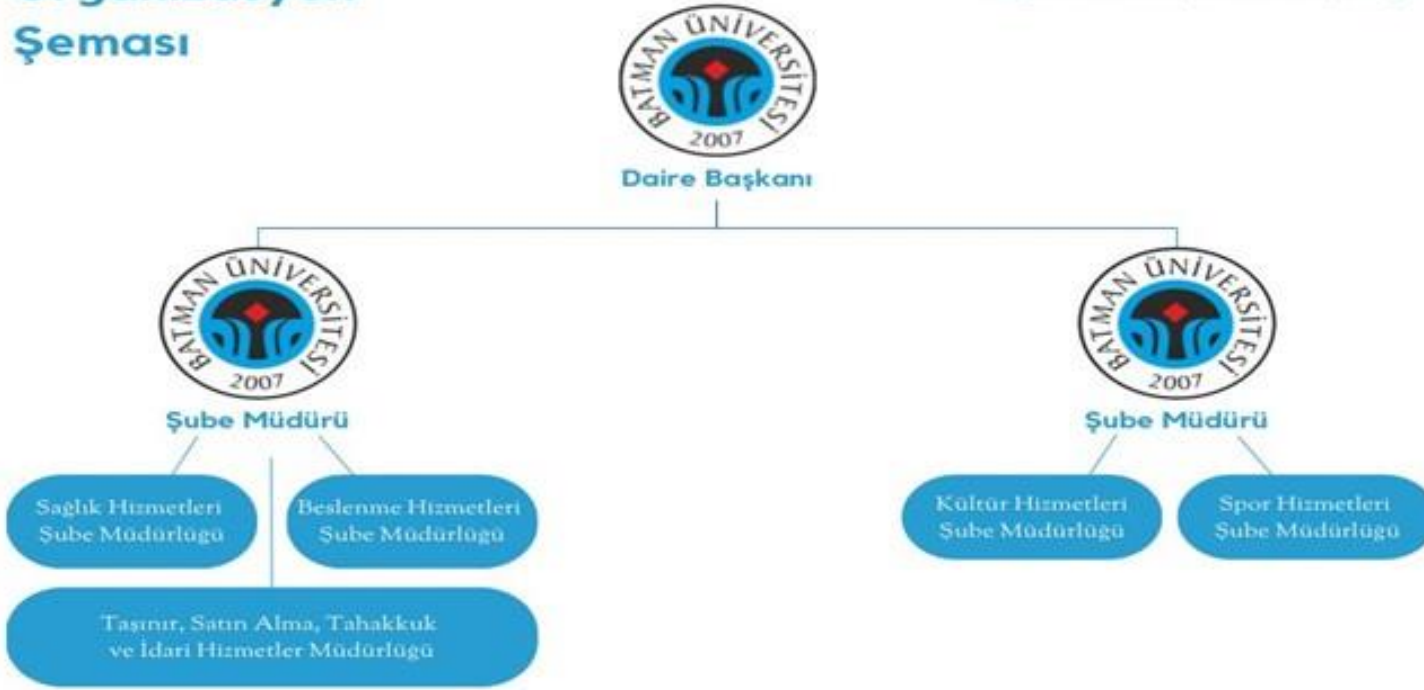 Şeması
BATMAN ÜNİVERSİTESİ
2007
Daire Başkanı
BATMAN ÜNİVERSİTESİ
2007
Şube Müdürü
BATMAN ÜNİVERSİTESİ
2007
Şube Müdürü
Sağlık Hizmetleri
Şube Müdürlüğü
Beslenme Hizmetleri
Şube Müdürlüğü
Kültür Hizmetleri
Şube Müdürlüğü
Spor Hizmetleri
Şube Müdürlüğü
Taşınır, Satın Alma, Tahakkuk
ve İdari Hizmetler Müdürlüğü